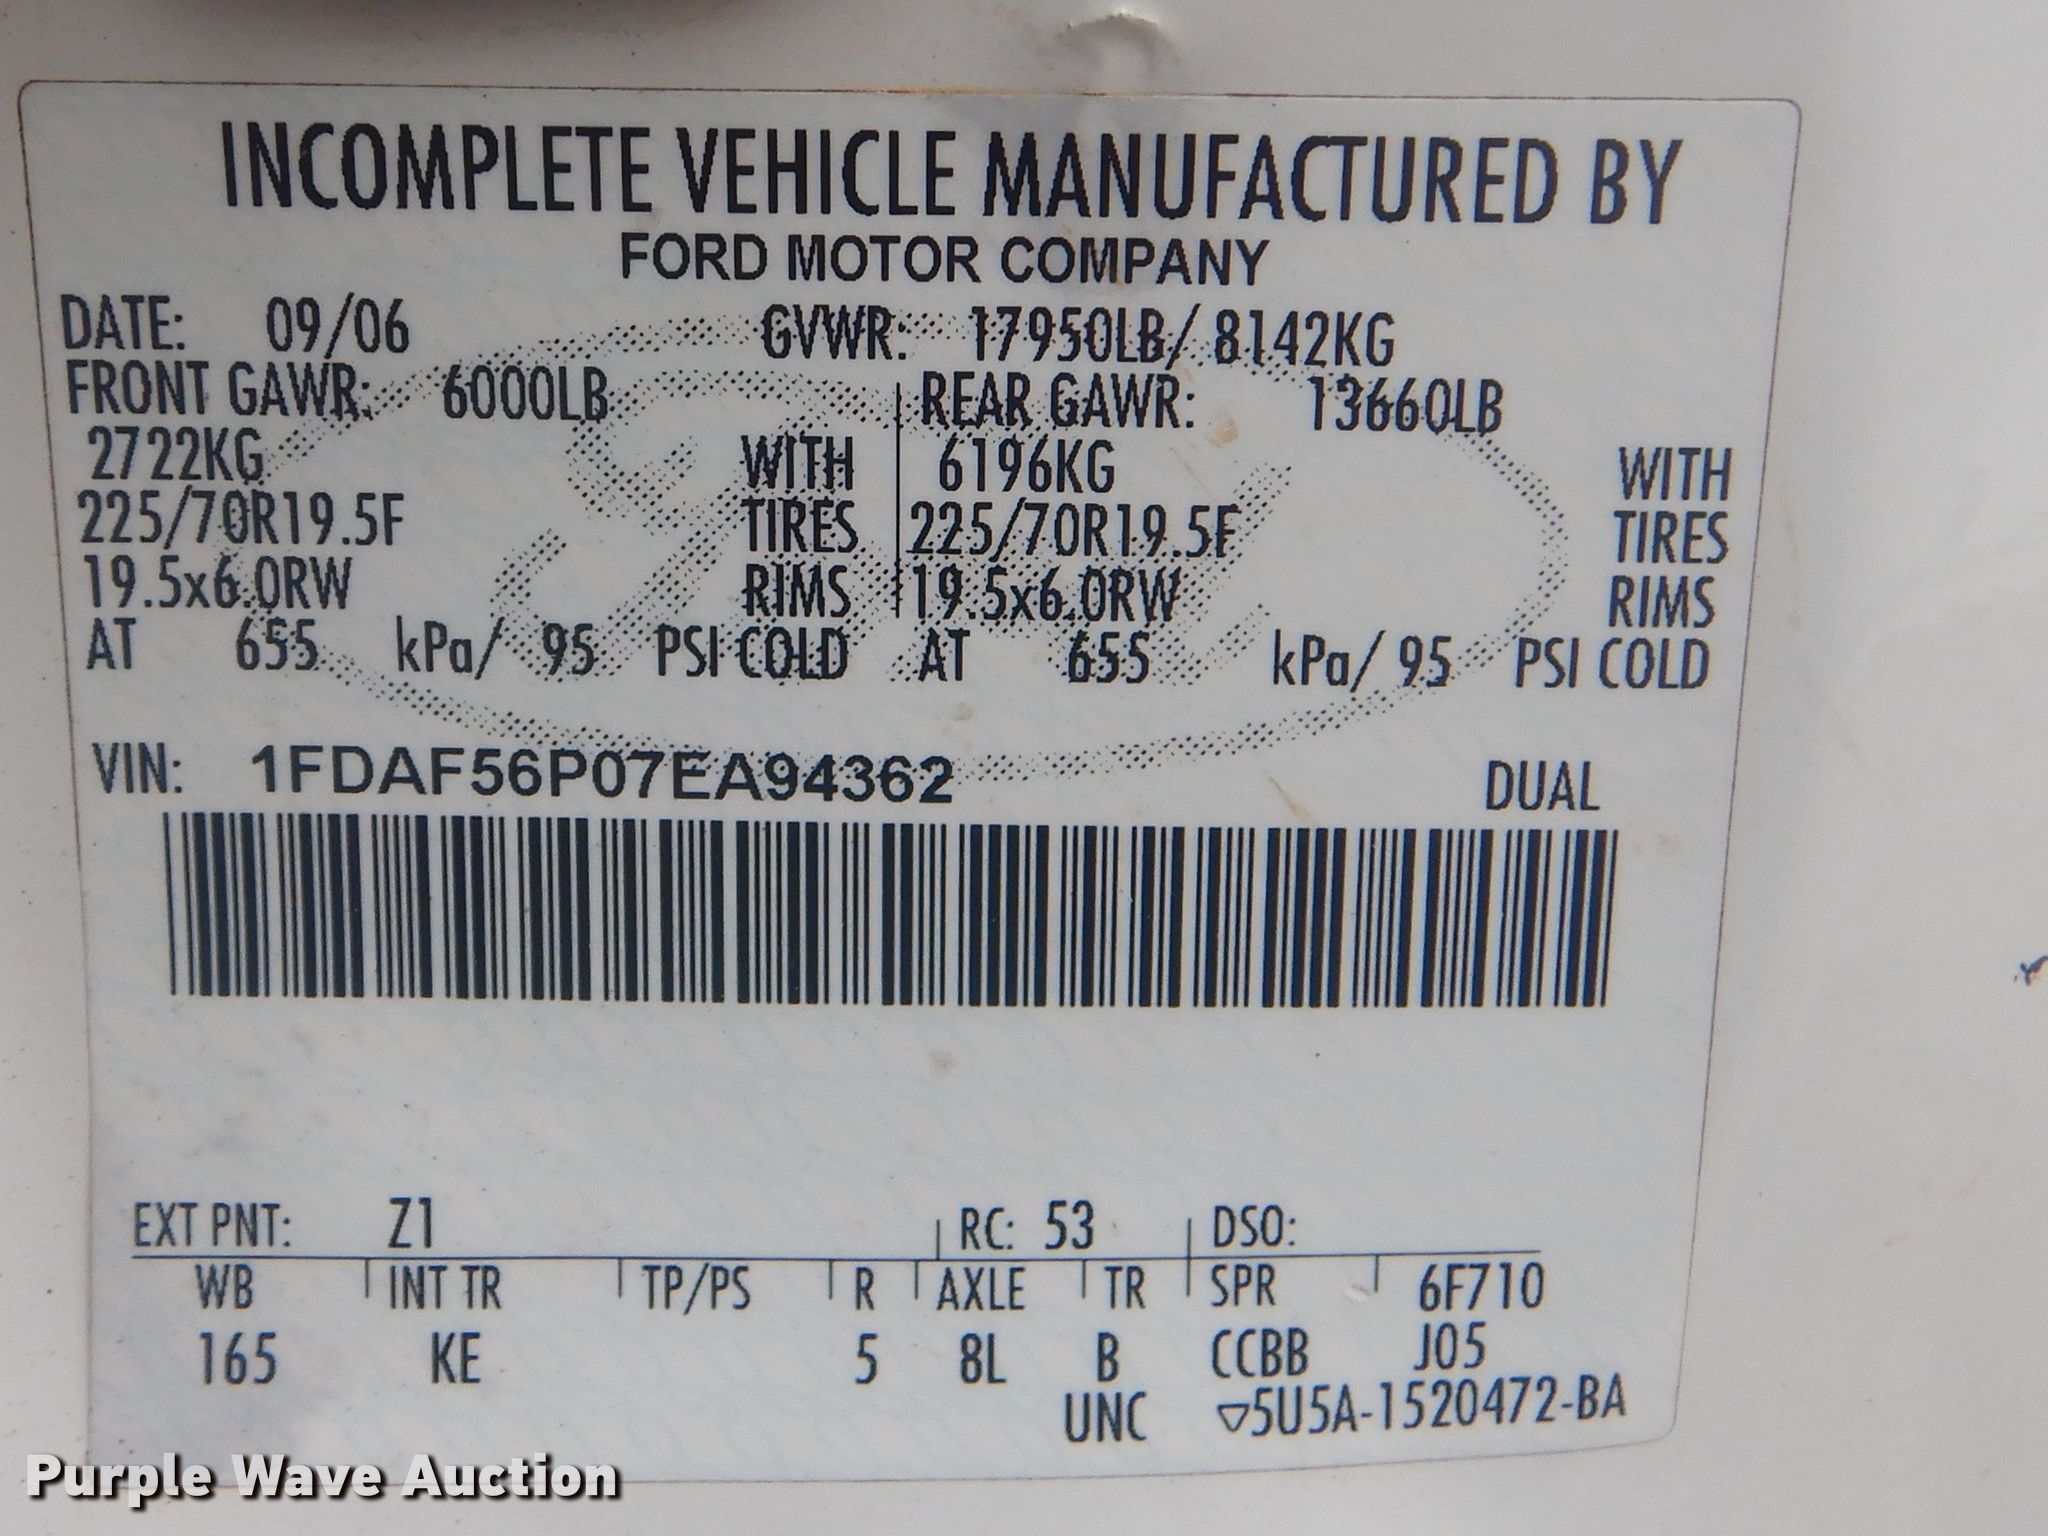 INCOMPLETE VEHICLE MANUFACTURED BY
FORD MOTOR COMPANY
DATE: 09/06 GVWR: 17950LB/ 8142KG
FRONT GAWR: 6000LB REAR GAWR: 13660LB
2722KG WITH 6196KG WITH
225/70R19.5F TIRES 225/70R19.5F TIRES
19.5x6.0RW RIMS 19.5x6.0RW RIMS
AT 655 kPa/ 95 PSI COLD AT 655 kPa/ 95 PSI COLD
VIN: 1FDAF56P07EA94362 DUAL
EXT PNT: Z1 RC: 53 DSO:
WB INT TR TP/PS R AXLE TR SPR 6F710
165 KE 5 8L B CCBB J05
UNC ▽5U5A-1520472-BA
Purple Wave Auction